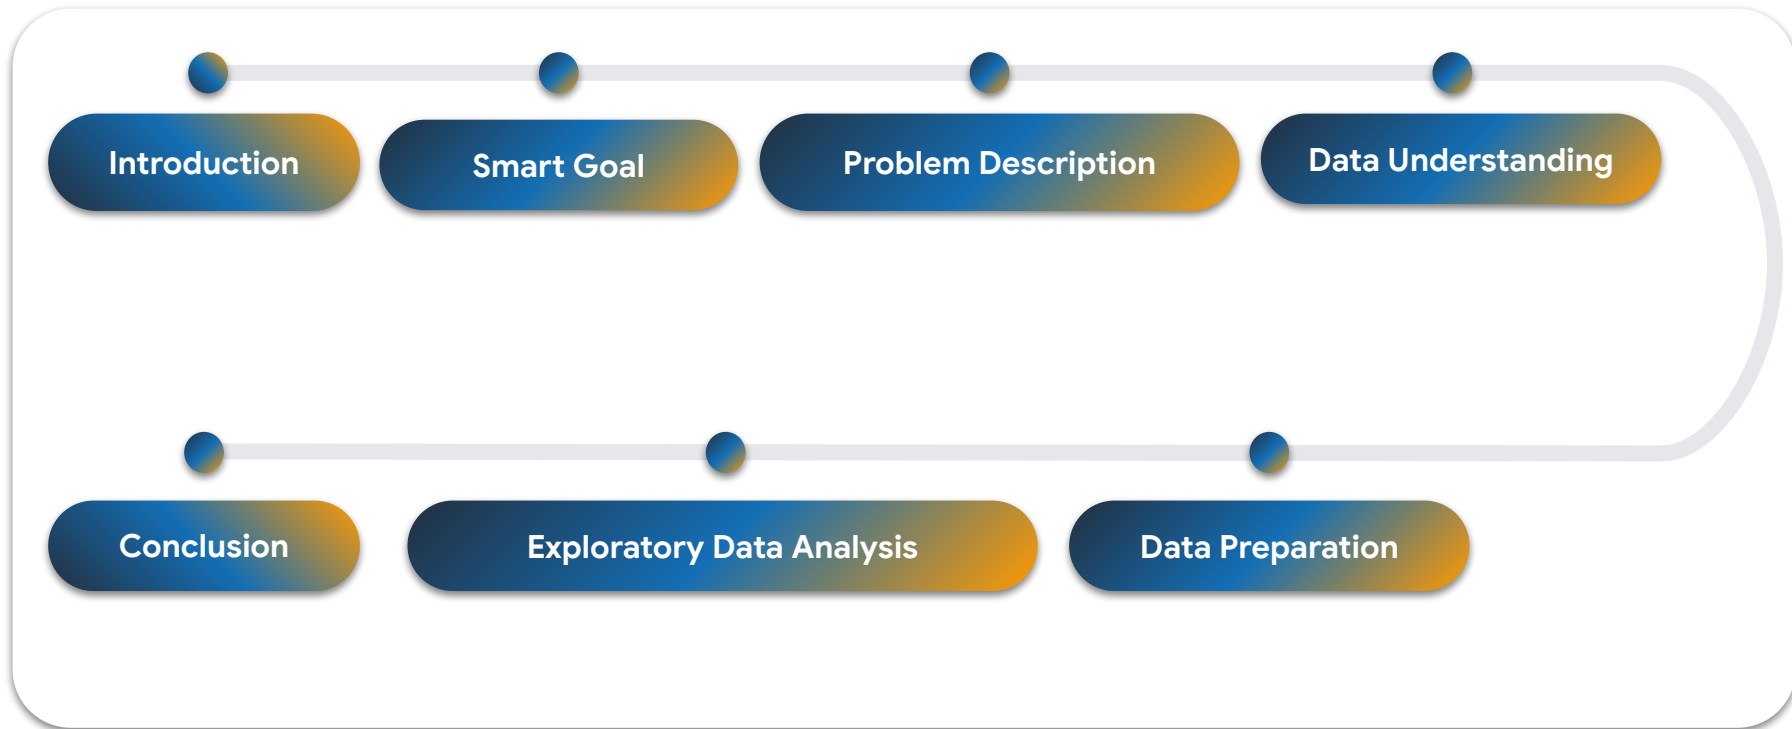 Introduction
Smart Goal
Problem Description
Data Understanding
Conclusion
Exploratory Data Analysis
Data Preparation